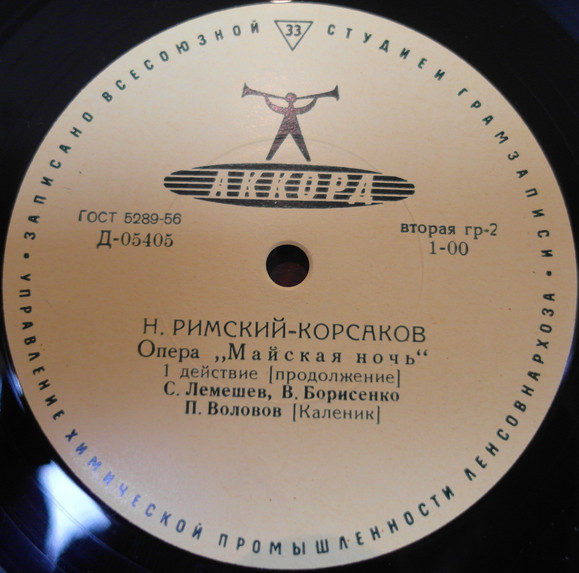 ЗАПИСАНО ВСЕСОЮЗНОЙ 33 СТУДИЕЙ ГРАМЗАПИСИ
АККОРД
ГОСТ 5289-56
Д-05405
вторая гр-2
1-00
Н. РИМСКИЙ-КОРСАКОВ
Опера „Майская ночь“
1 действие [продолжение]
С. Лемешев, В. Борисенко
П. Воловов [Каленик]
УПРАВЛЕНИЕ ХИМИЧЕСКОЙ ПРОМЫШЛЕННОСТИ ЛЕНСОВНАРХОЗА